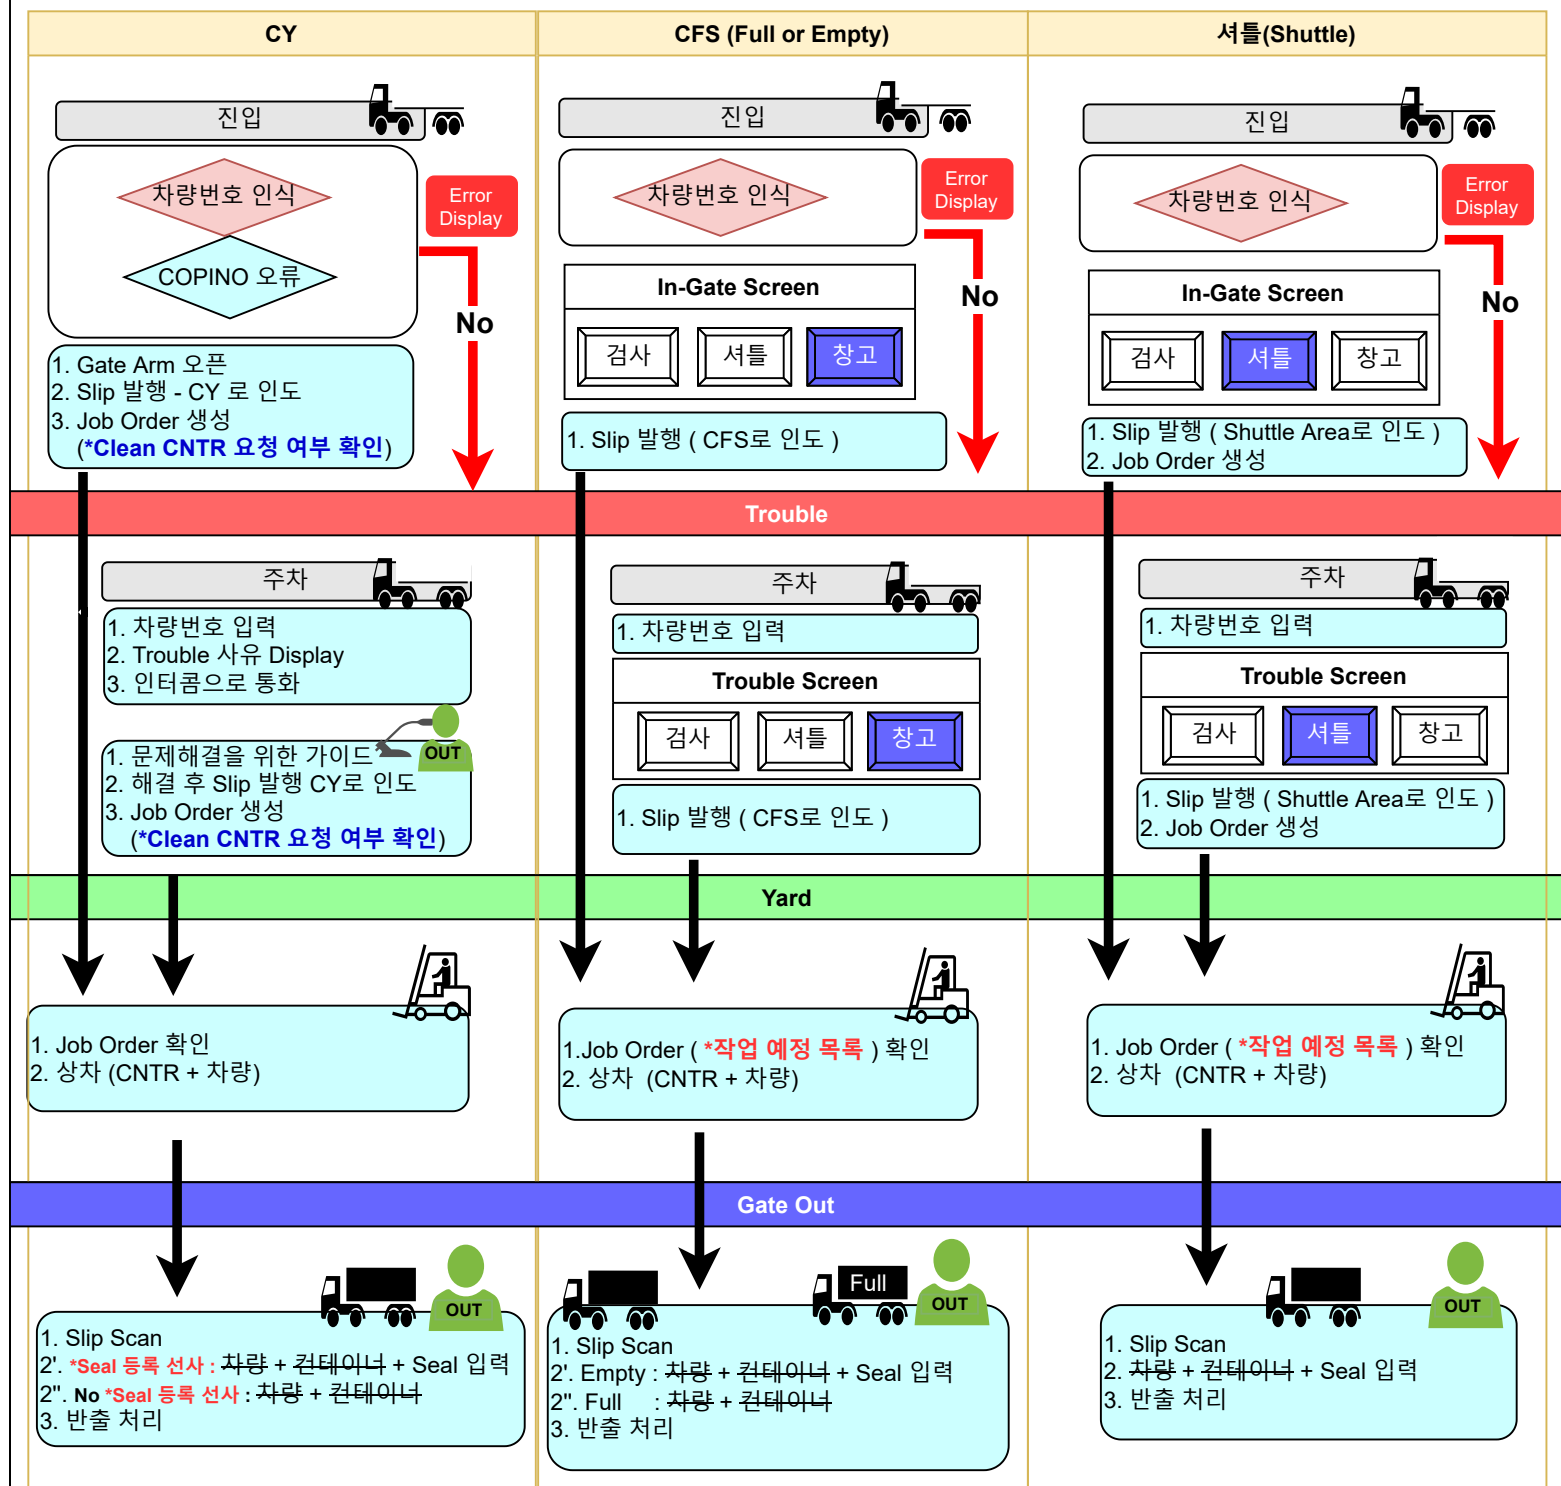 CY
CFS (Full or Empty)
셔틀(Shuttle)
진입
차량번호 인식
COPINO 오류
Error
Display
No
1. Gate Arm 오픈
2. Slip 발행 - CY 로 인도
3. Job Order 생성
(*Clean CNTR 요청 여부 확인)
진입
차량번호 인식
Error
Display
No
In-Gate Screen
검사
셔틀
창고
1. Slip 발행 ( CFS로 인도 )
진입
차량번호 인식
Error
Display
No
In-Gate Screen
검사
셔틀
창고
1. Slip 발행 ( Shuttle Area로 인도 )
2. Job Order 생성
Trouble
주차
1. 차량번호 입력
2. Trouble 사유 Display
3. 인터콤으로 통화
OUT
1. 문제해결을 위한 가이드
2. 해결 후 Slip 발행 CY로 인도
3. Job Order 생성
(*Clean CNTR 요청 여부 확인)
주차
1. 차량번호 입력
Trouble Screen
검사
셔틀
창고
1. Slip 발행 ( CFS로 인도 )
주차
1. 차량번호 입력
Trouble Screen
검사
셔틀
창고
1. Slip 발행 ( Shuttle Area로 인도 )
2. Job Order 생성
Yard
1. Job Order 확인
2. 상차 (CNTR + 차량)
1.Job Order ( *작업 예정 목록 ) 확인
2. 상차 (CNTR + 차량)
1. Job Order ( *작업 예정 목록 ) 확인
2. 상차 (CNTR + 차량)
Gate Out
OUT
1. Slip Scan
2'. *Seal 등록 선사 : 차량 + 컨테이너 + Seal 입력
2". No *Seal 등록 선사 : 차량 + 컨테이너
3. 반출 처리
Full
OUT
1. Slip Scan
2'. Empty : 차량 + 컨테이너 + Seal 입력
2". Full : 차량 + 컨테이너
3. 반출 처리
OUT
1. Slip Scan
2. 차량 + 컨테이너 + Seal 입력
3. 반출 처리